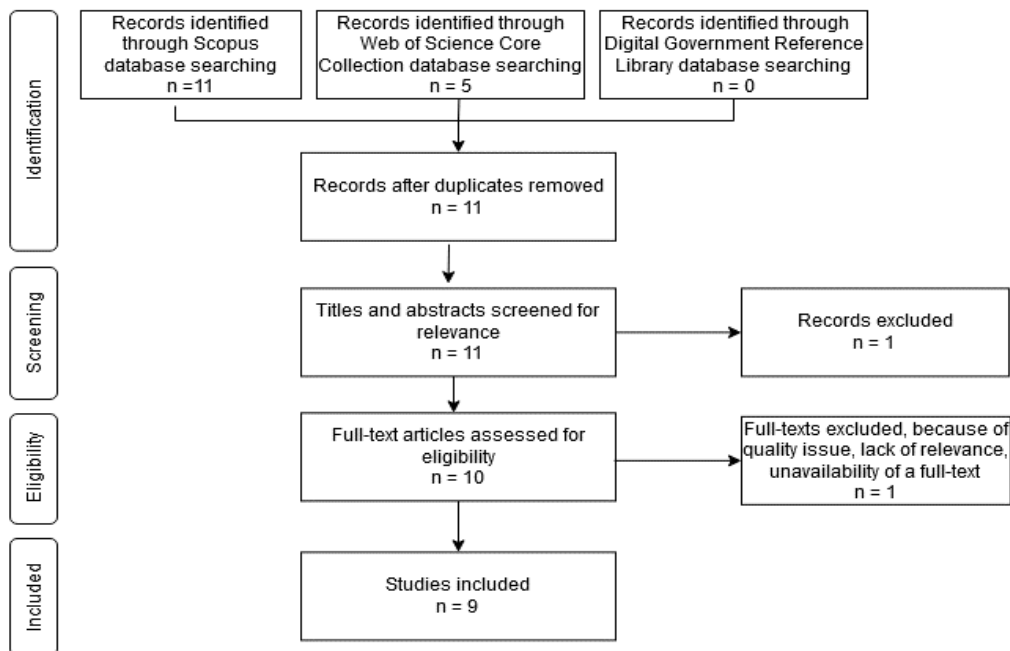 Identification
Records identified
through Scopus
database searching
n =11
Records identified through
Web of Science Core
Collection database searching
n = 5
Records identified through
Digital Government Reference
Library database searching
n = 0
Records after duplicates removed
n = 11
Screening
Titles and abstracts screened for
relevance
n = 11
Records excluded
n = 1
Eligibility
Full-text articles assessed for
eligibility
n = 10
Full-texts excluded, because of
quality issue, lack of relevance,
unavailability of a full-text
n = 1
Included
Studies included
n = 9